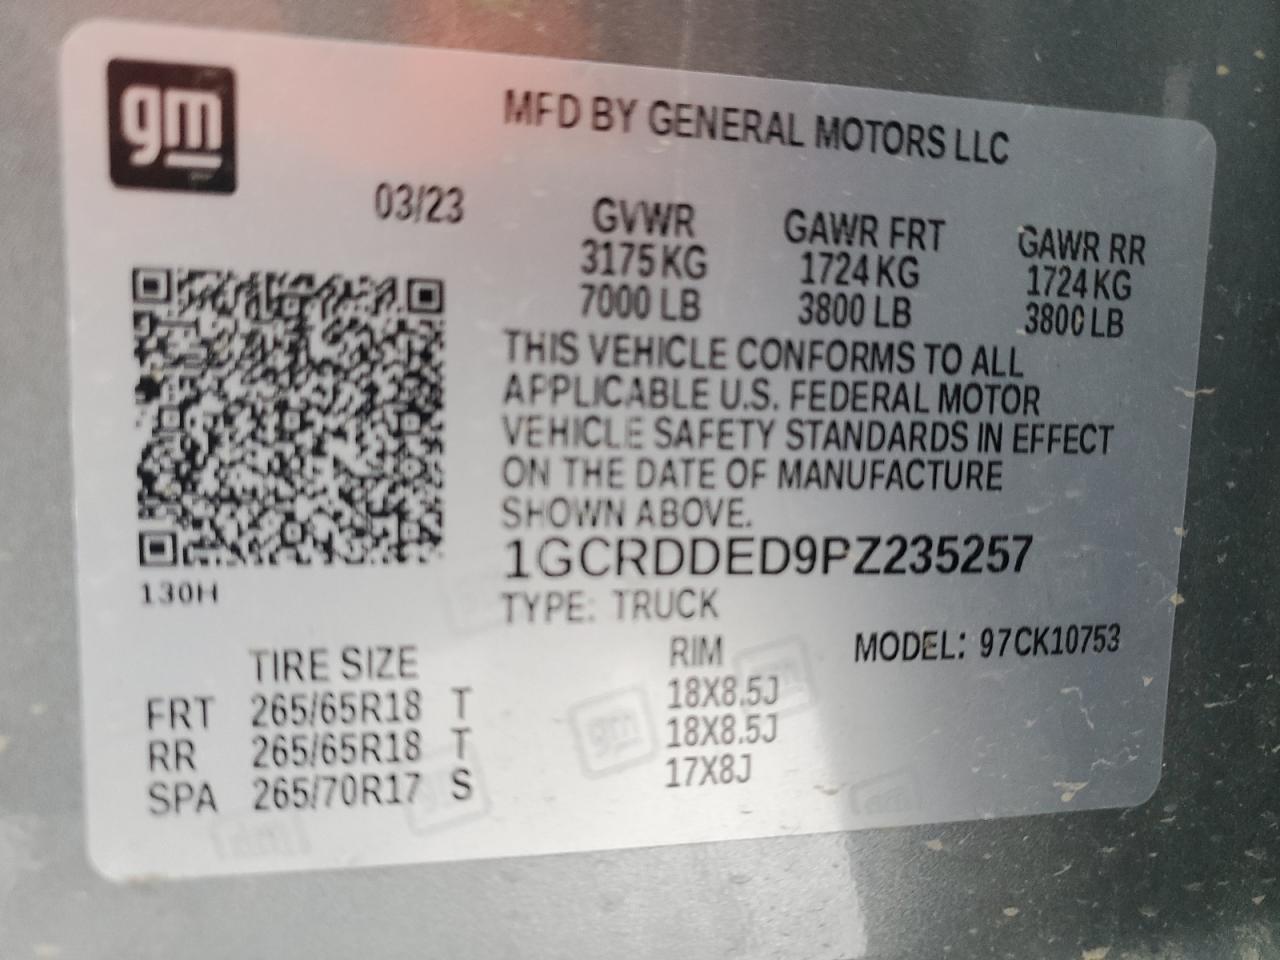 gm
MFD BY GENERAL MOTORS LLC
03/23
GVWR GAWR FRT GAWR RR
3175 KG 1724 KG 1724 KG
7000 LB 3800 LB 3800 LB
THIS VEHICLE CONFORMS TO ALL
APPLICABLE U.S. FEDERAL MOTOR
VEHICLE SAFETY STANDARDS IN EFFECT
ON THE DATE OF MANUFACTURE
SHOWN ABOVE.
1GCRDDED9PZ235257
130H
TYPE: TRUCK
MODEL: 97CK10753
TIRE SIZE RIM
FRT 265/65R18 T 18X8.5J
RR 265/65R18 T 18X8.5J
SPA 265/70R17 S 17X8J
gm